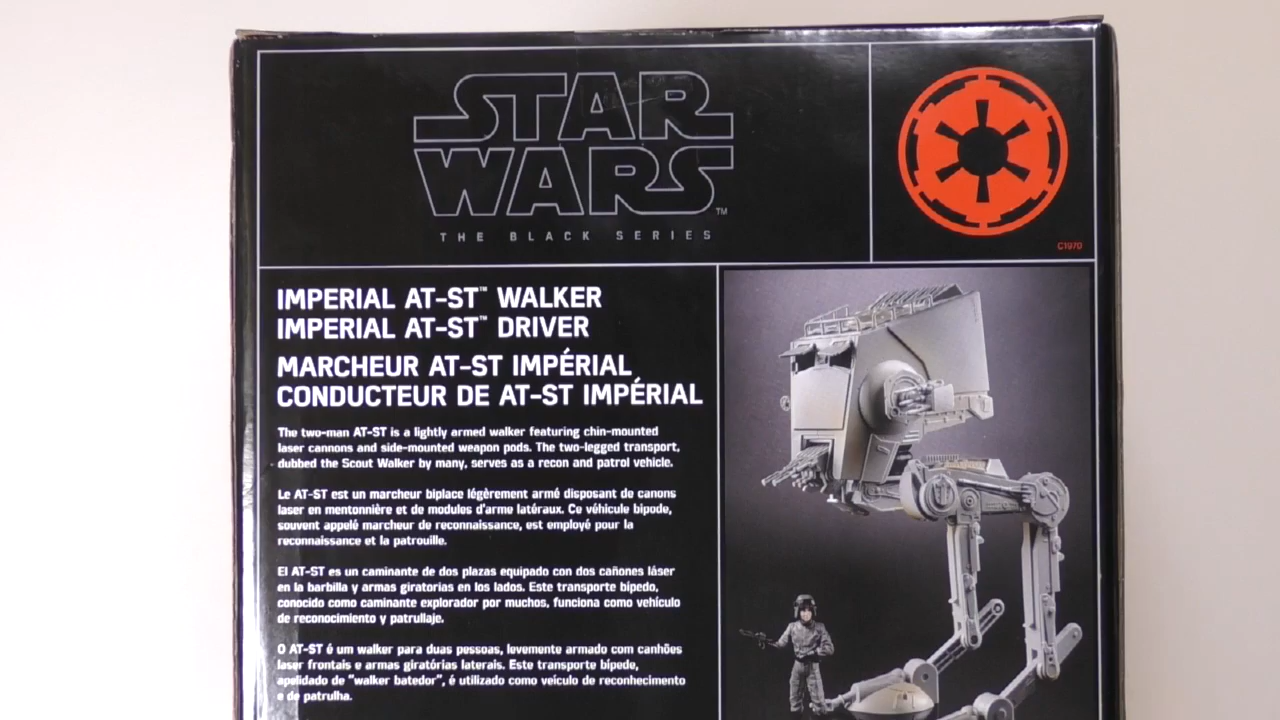 STAR
WARS™
THE BLACK SERIES
C1970
IMPERIAL AT-ST™ WALKER
IMPERIAL AT-ST™ DRIVER
MARCHEUR AT-ST IMPÉRIAL
CONDUCTEUR DE AT-ST IMPÉRIAL
The two-man AT-ST is a lightly armed walker featuring chin-mounted
laser cannons and side-mounted weapon pods. The two-legged transport,
dubbed the Scout Walker by many, serves as a recon and patrol vehicle.
Le AT-ST est un marcheur biplace légèrement armé disposant de canons
laser en mentonnière et de modules d'arme latéraux. Ce véhicule bipode,
souvent appelé marcheur de reconnaissance, est employé pour la
reconnaissance et la patrouille.
El AT-ST es un caminante de dos plazas equipado con dos cañones láser
en la barbilla y armas giratorias en los lados. Este transporte bípedo,
conocido como caminante explorador por muchos, funciona como vehículo
de reconocimiento y patrullaje.
O AT-ST é um walker para duas pessoas, levemente armado com canhões
laser frontais e armas giratórias laterais. Este transporte bípede,
apelidado de "walker batedor", é utilizado como veículo de reconhecimento
e de patrulha.